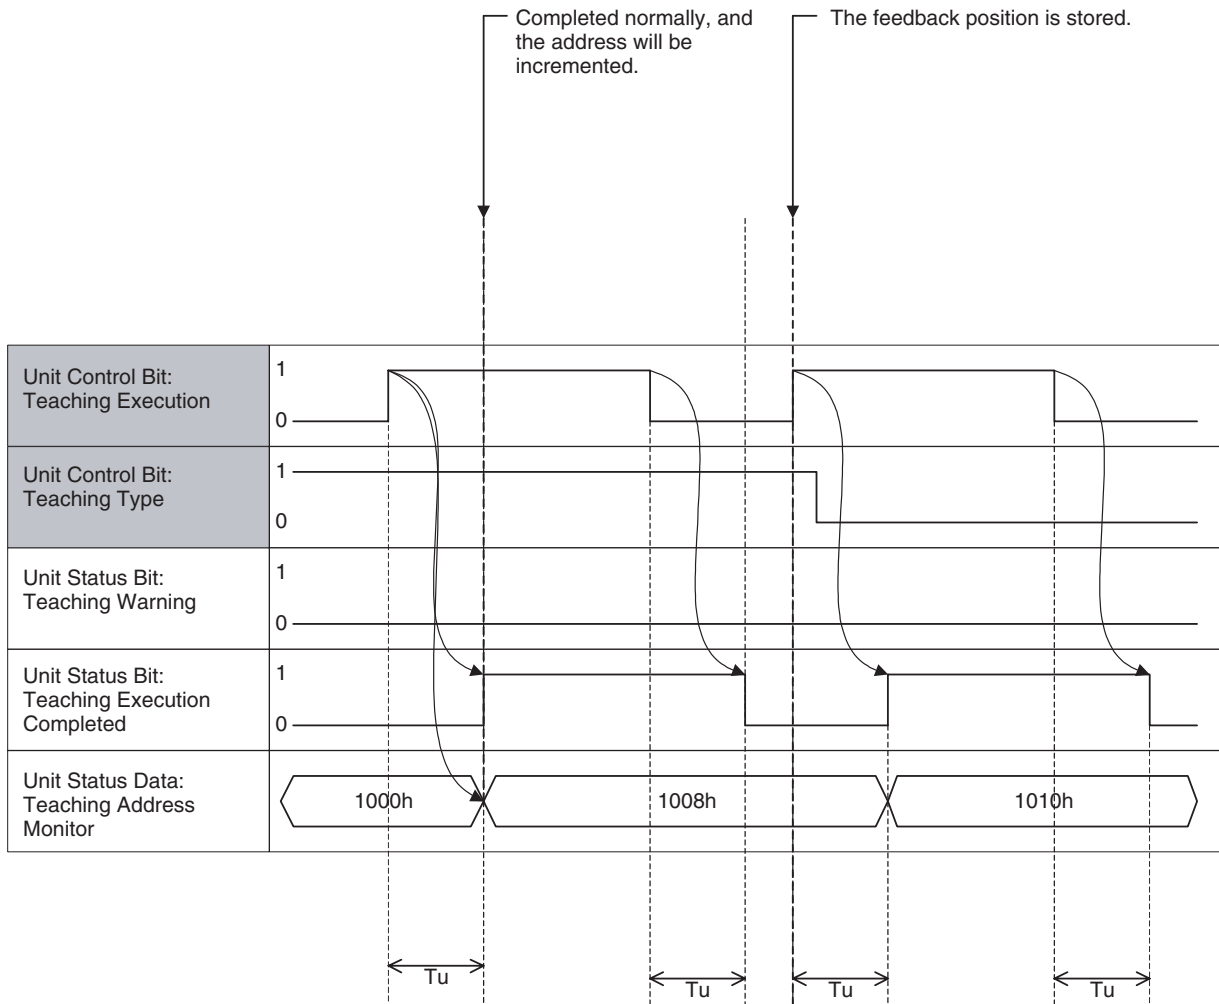 Completed normally, and
the address will be
incremented.
The feedback position is stored.
Unit Control Bit:
Teaching Execution
1
0
Unit Control Bit:
Teaching Type
1
0
Unit Status Bit:
Teaching Warning
1
0
Unit Status Bit:
Teaching Execution
Completed
1
0
Unit Status Data:
Teaching Address
Monitor
1000h
1008h
1010h
Tu
Tu
Tu
Tu